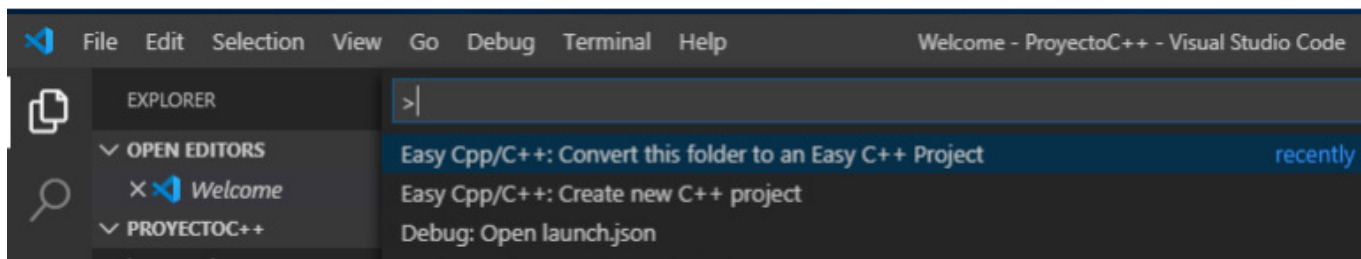 File Edit Selection View Go Debug Terminal Help Welcome - ProyectoC++ - Visual Studio Code
EXPLORER
>
OPEN EDITORS
Easy Cpp/C++: Convert this folder to an Easy C++ Project recently
Welcome
Easy Cpp/C++: Create new C++ project
PROYECTOC++
Debug: Open launch.json